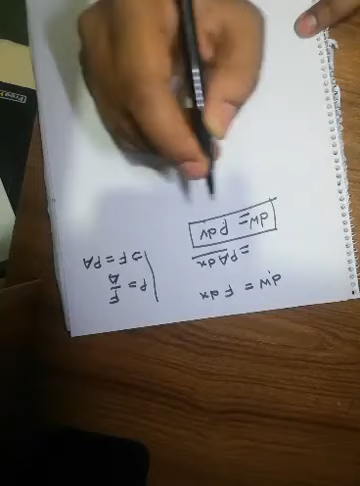 dW = F dx
= PA dx
dW = P dV
P = F/A
⇒ F = PA